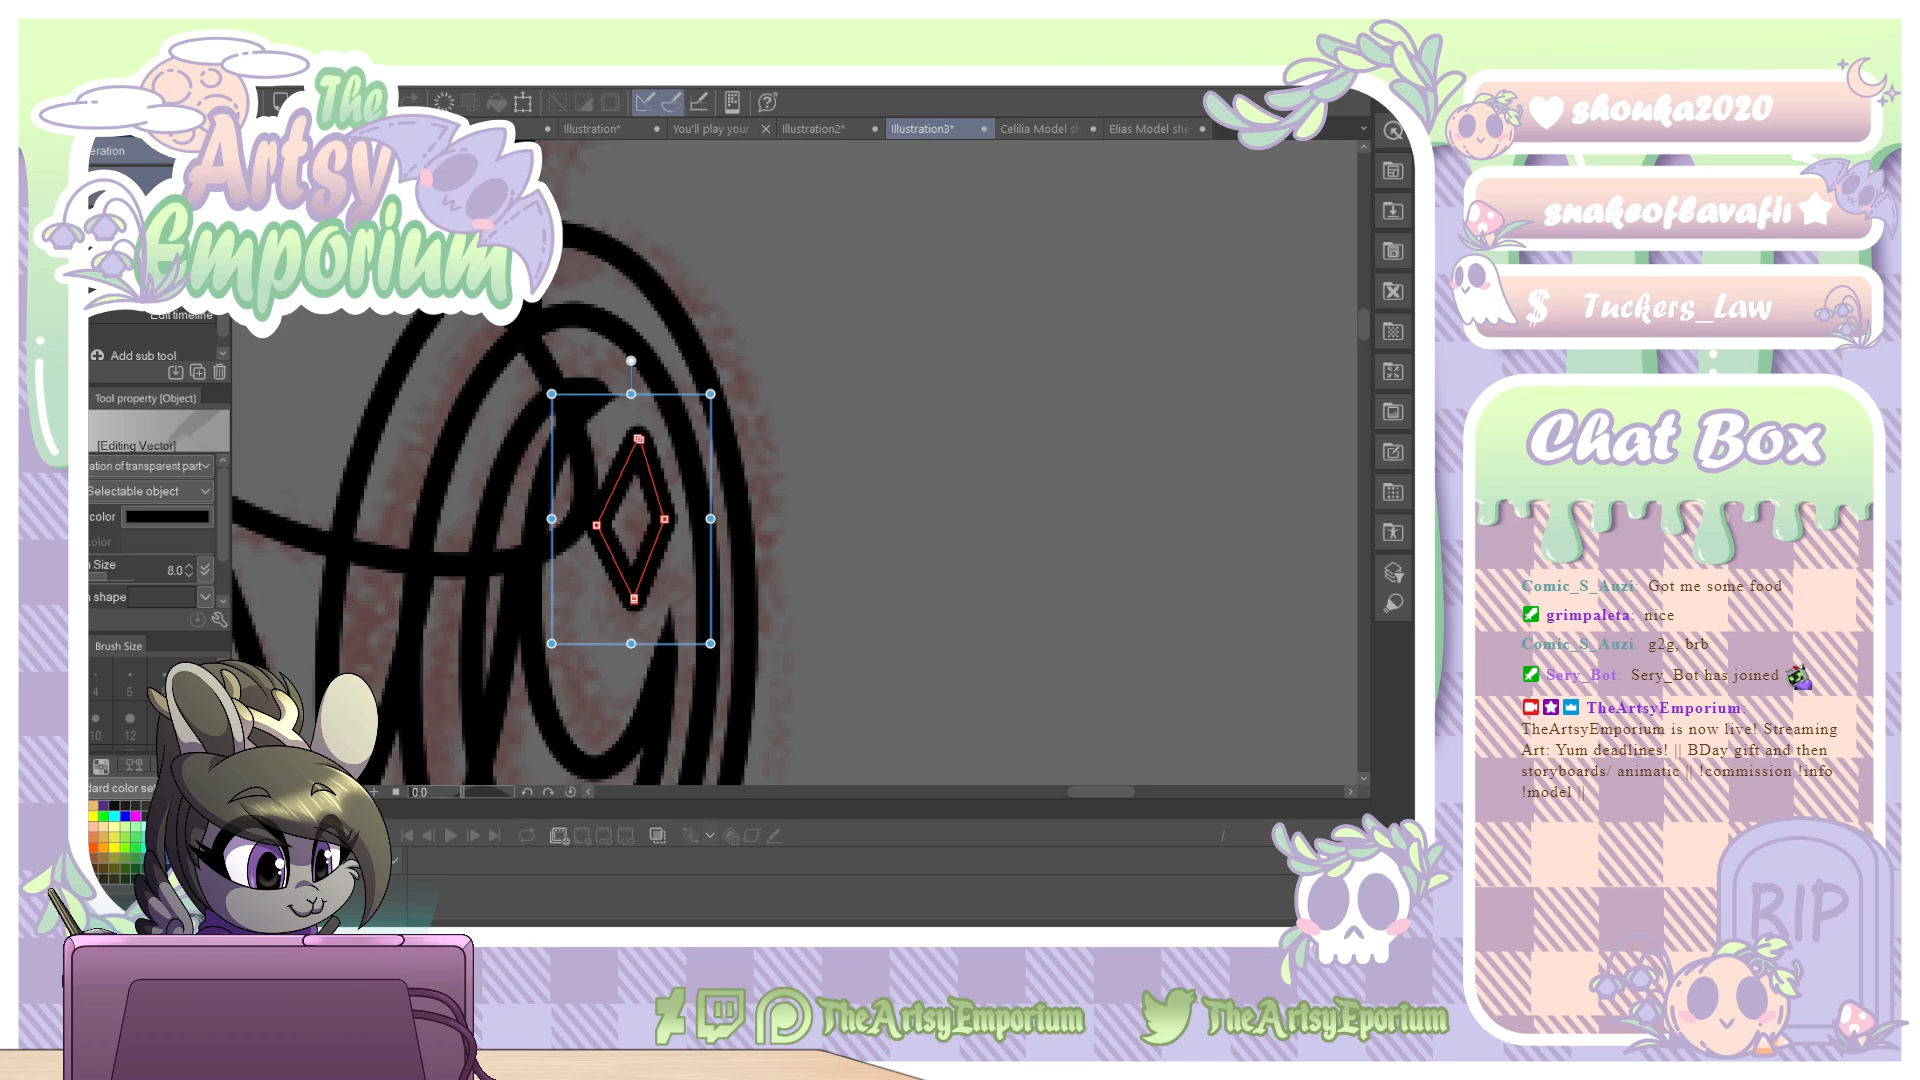 The
Artsy
Emporium
eration
Illustration*
You'll play your
Illustration2*
Illustration3*
Celilia Model sh
Elias Model she
Edit timeline
Add sub tool
Tool property [Object]
[Editing Vector]
ation of transparent part
Selectable object
color
color
Size
8.0
shape
Brush Size
4
5
10
12
dard color se
0.0
shouka2020
snakeoflavafir
$ Tuckers_Law
Chat Box
Comic_S_Auzi: Got me some food
grimpaleta: nice
Comic_S_Auzi: g2g, brb
Sery_Bot: Sery_Bot has joined
TheArtsyEmporium:
TheArtsyEmporium is now live! Streaming
Art: Yum deadlines! || BDay gift and then
storyboards/ animatic || !commission !info
!model ||
RIP
TheArtsyEmporium
TheArtsyEporium